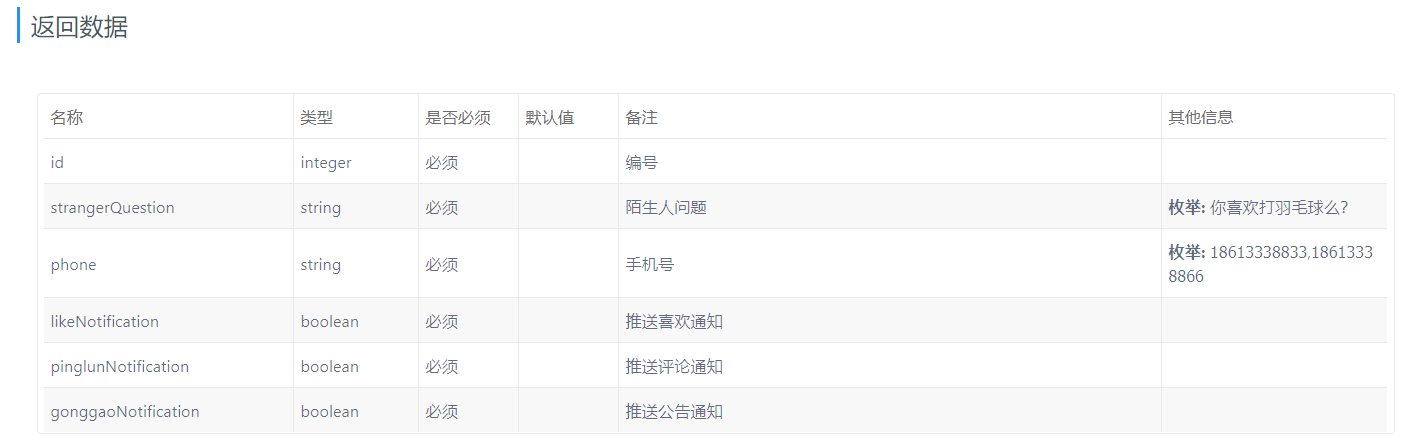 返回数据
名称 类型 是否必须 默认值 备注 其他信息
id integer 必须 编号
strangerQuestion string 必须 陌生人问题 枚举: 你喜欢打羽毛球么?
phone string 必须 手机号 枚举: 18613338833,1861333
8866
likeNotification boolean 必须 推送喜欢通知
pinglunNotification boolean 必须 推送评论通知
gonggaoNotification boolean 必须 推送公告通知